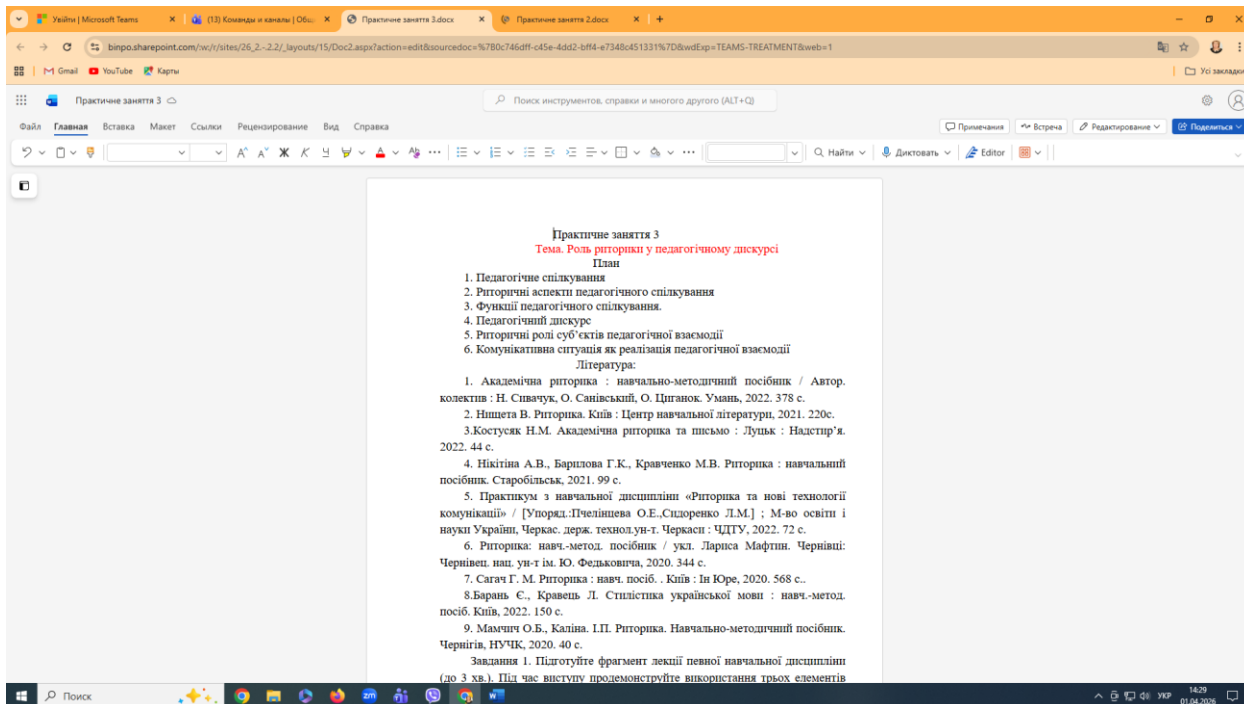 Увійти | Microsoft Teams
(13) Команды и каналы | Общ
Практичне заняття 3.docx
Практичне заняття 2.docx
binpo.sharepoint.com/:w:/r/sites/26_2.-.2.2/_layouts/15/Doc2.aspx?action=edit&sourcedoc=%7B0c746dff-c45e-4dd2-bff4-e7348c451331%7D&wdExp=TEAMS-TREATMENT&web=1
Gmail YouTube Карты Усі закладки
Практичне заняття 3
Поиск инструментов, справки и многого другого (ALT+Q)
Файл Главная Вставка Макет Ссылки Рецензирование Вид Справка
Примечания Встреча Редактирование Поделиться
Ж К Ч Найти Диктовать Editor
Практичне заняття 3
Тема. Роль риторики у педагогічному дискурсі
План
1. Педагогічне спілкування
2. Риторичні аспекти педагогічного спілкування
3. Функції педагогічного спілкування.
4. Педагогічний дискурс
5. Риторичні ролі суб’єктів педагогічної взаємодії
6. Комунікативна ситуація як реалізація педагогічної взаємодії
Література:
1. Академічна риторика : навчально-методичний посібник / Автор.
колектив : Н. Сивачук, О. Санівський, О. Циганок. Умань, 2022. 378 с.
2. Нищета В. Риторика. Київ : Центр навчальної літератури, 2021. 220с.
3.Костусяк Н.М. Академічна риторика та письмо : Луцьк : Надстир’я.
2022. 44 с.
4. Нікітіна А.В., Барилова Г.К., Кравченко М.В. Риторика : навчальний
посібник. Старобільськ, 2021. 99 с.
5. Практикум з навчальної дисципліни «Риторика та нові технології
комунікації» / [Упоряд.:Пчелінцева О.Е.,Сидоренко Л.М.] ; М-во освіти і
науки України, Черкас. держ. технол.ун-т. Черкаси : ЧДТУ, 2022. 72 с.
6. Риторика: навч.-метод. посібник / укл. Лариса Мафтин. Чернівці:
Чернівец. нац. ун-т ім. Ю. Федьковича, 2020. 344 с.
7. Сагач Г. М. Риторика : навч. посіб. . Київ : Ін Юре, 2020. 568 с..
8.Барань Є., Кравець Л. Стилістика української мови : навч.-метод.
посіб. Київ, 2022. 150 с.
9. Мамчич О.Б., Каліна. І.П. Риторика. Навчально-методичний посібник.
Чернігів, НУЧК, 2020. 40 с.
Завдання 1. Підготуйте фрагмент лекції певної навчальної дисципліни
(до 3 хв.). Під час виступу продемонструйте використання трьох елементів
Поиск
УКР
14:29
01.04.2026